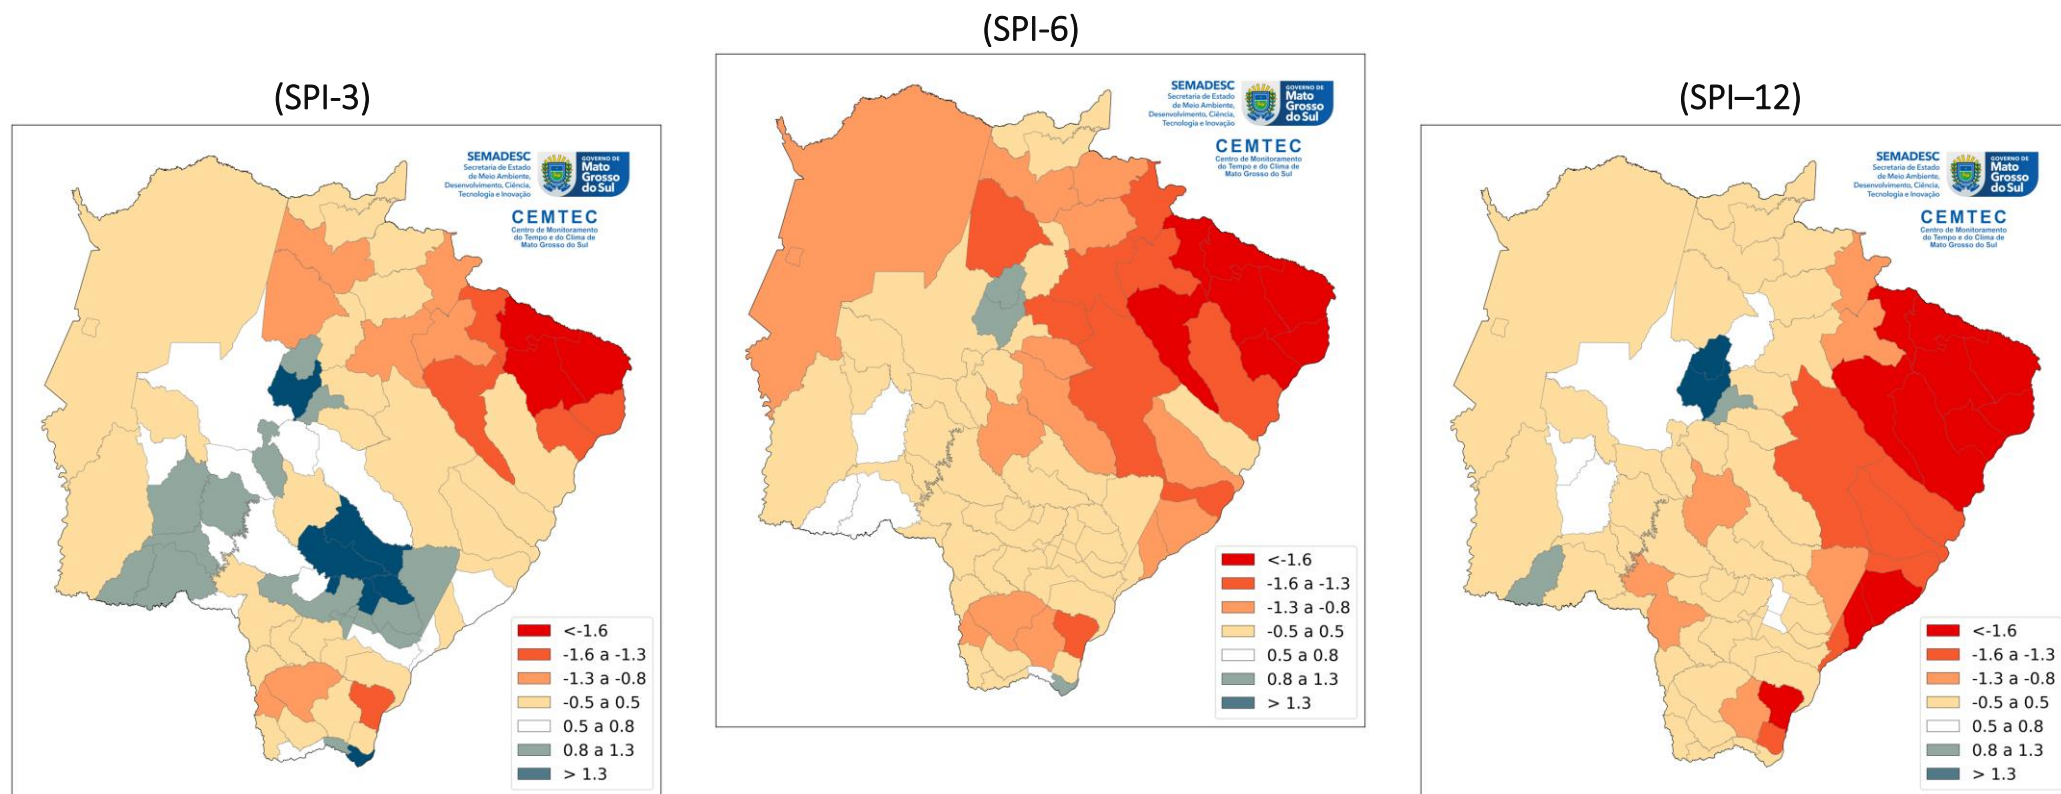 (SPI-3)
SEMADESC
Secretaria de Estado
de Meio Ambiente,
Desenvolvimento, Ciência,
Tecnologia e Inovação
GOVERNO DE
Mato
Grosso
do Sul
CEMTEC
Centro de Monitoramento
do Tempo e do Clima de
Mato Grosso do Sul
<-1.6
-1.6 a -1.3
-1.3 a -0.8
-0.5 a 0.5
0.5 a 0.8
0.8 a 1.3
> 1.3
(SPI-6)
SEMADESC
Secretaria de Estado
de Meio Ambiente,
Desenvolvimento, Ciência,
Tecnologia e Inovação
GOVERNO DE
Mato
Grosso
do Sul
CEMTEC
Centro de Monitoramento
do Tempo e do Clima de
Mato Grosso do Sul
<-1.6
-1.6 a -1.3
-1.3 a -0.8
-0.5 a 0.5
0.5 a 0.8
0.8 a 1.3
> 1.3
(SPI–12)
SEMADESC
Secretaria de Estado
de Meio Ambiente,
Desenvolvimento, Ciência,
Tecnologia e Inovação
GOVERNO DE
Mato
Grosso
do Sul
CEMTEC
Centro de Monitoramento
do Tempo e do Clima de
Mato Grosso do Sul
<-1.6
-1.6 a -1.3
-1.3 a -0.8
-0.5 a 0.5
0.5 a 0.8
0.8 a 1.3
> 1.3